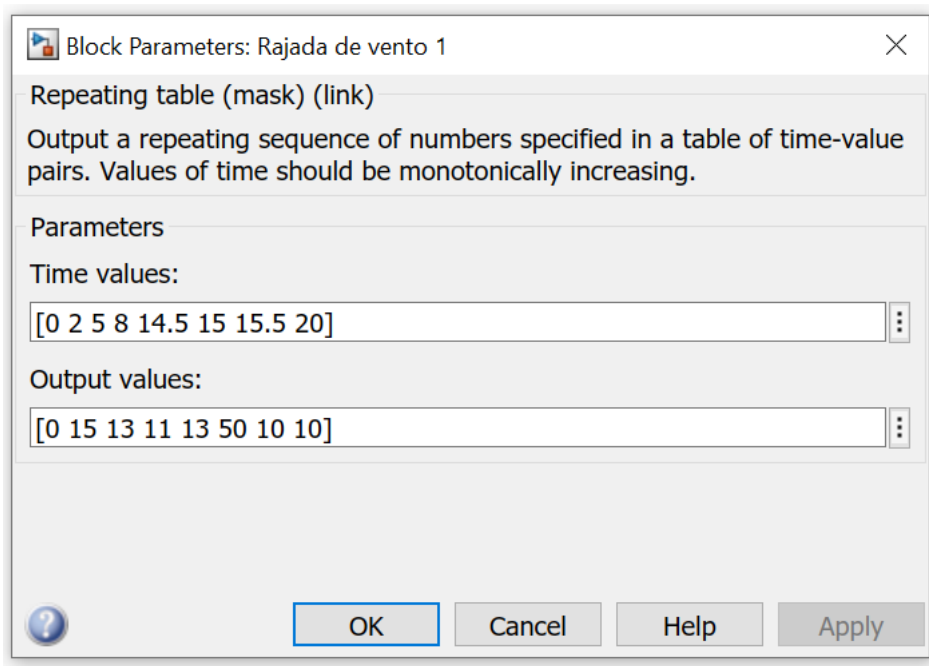 Block Parameters: Rajada de vento 1
Repeating table (mask) (link)
Output a repeating sequence of numbers specified in a table of time-value
pairs. Values of time should be monotonically increasing.
Parameters
Time values:
[0 2 5 8 14.5 15 15.5 20]
Output values:
[0 15 13 11 13 50 10 10]
OK Cancel Help Apply